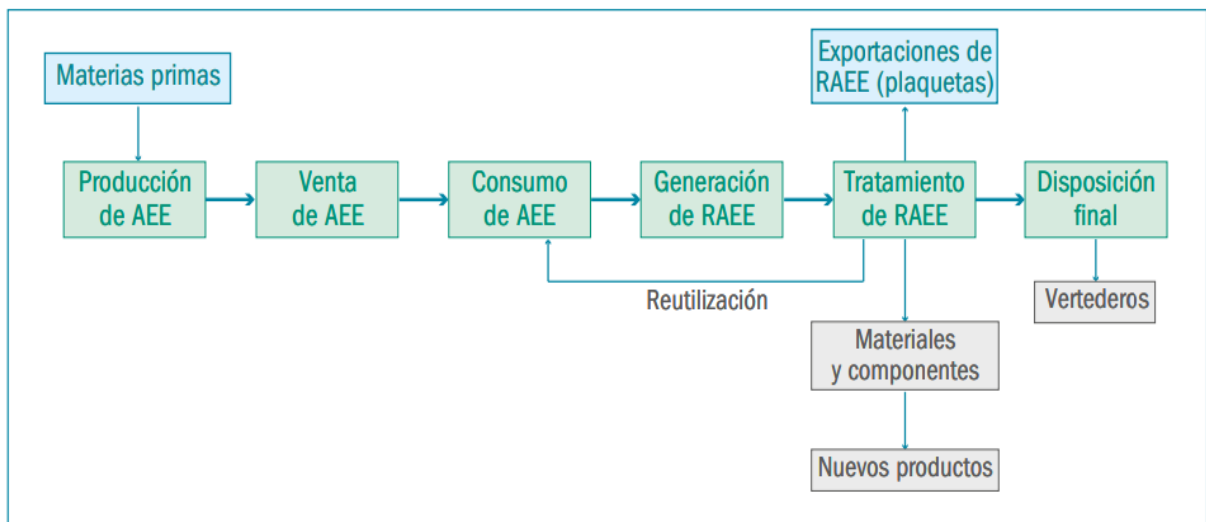 Materias primas
Exportaciones de
RAEE (plaquetas)
Producción
de AEE
Venta
de AEE
Consumo
de AEE
Generación
de RAEE
Tratamiento
de RAEE
Disposición
final
Reutilización
Vertederos
Materiales
y componentes
Nuevos productos